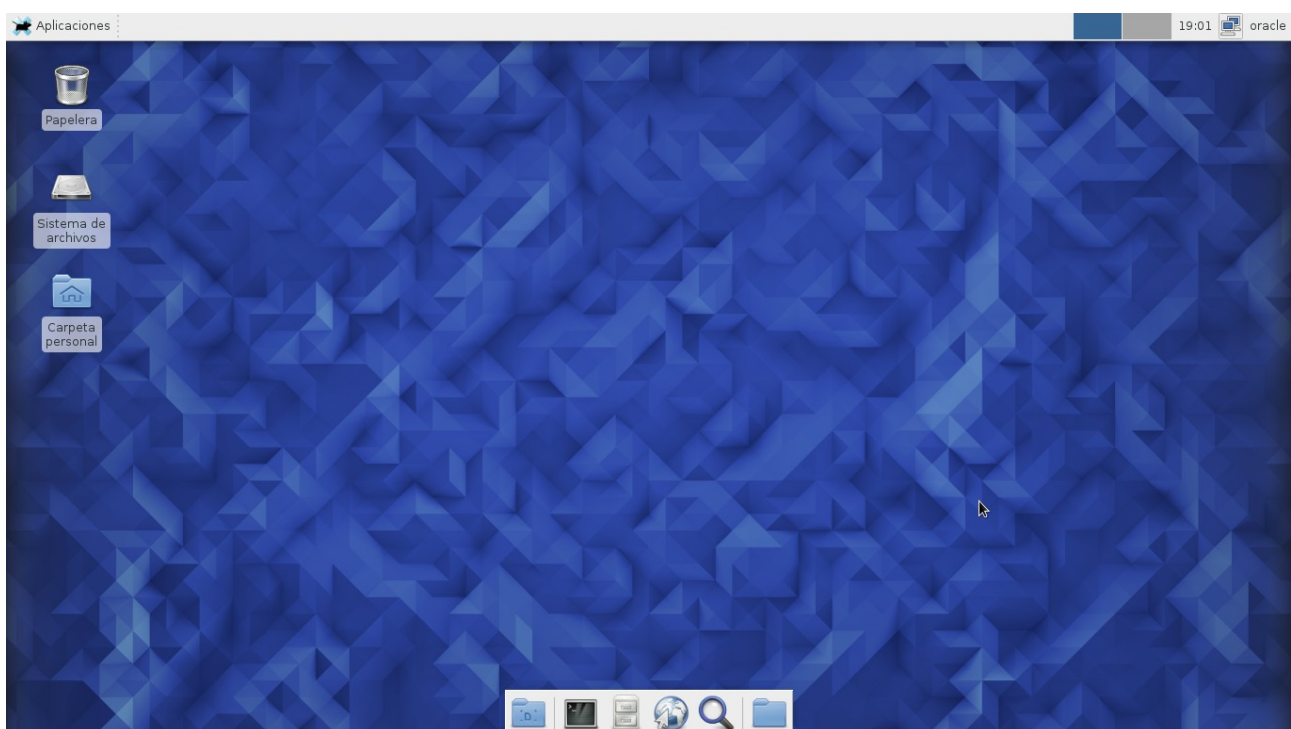 Aplicaciones
19:01
oracle
Papelera
Sistema de
archivos
Carpeta
personal